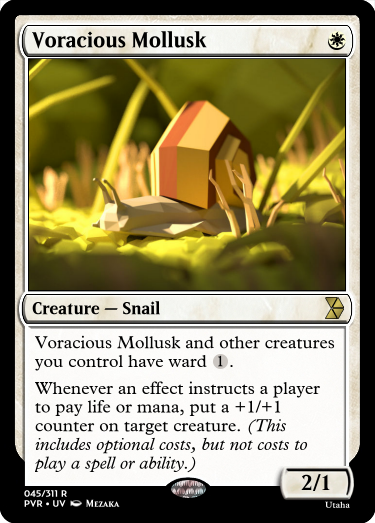 Voracious Mollusk
Creature — Snail
Voracious Mollusk and other creatures
you control have ward 1.
Whenever an effect instructs a player
to pay life or mana, put a +1/+1
counter on target creature. (This
includes optional costs, but not costs to
play a spell or ability.)
2/1
045/311 R
PVR • UV Mezaka
Utaha